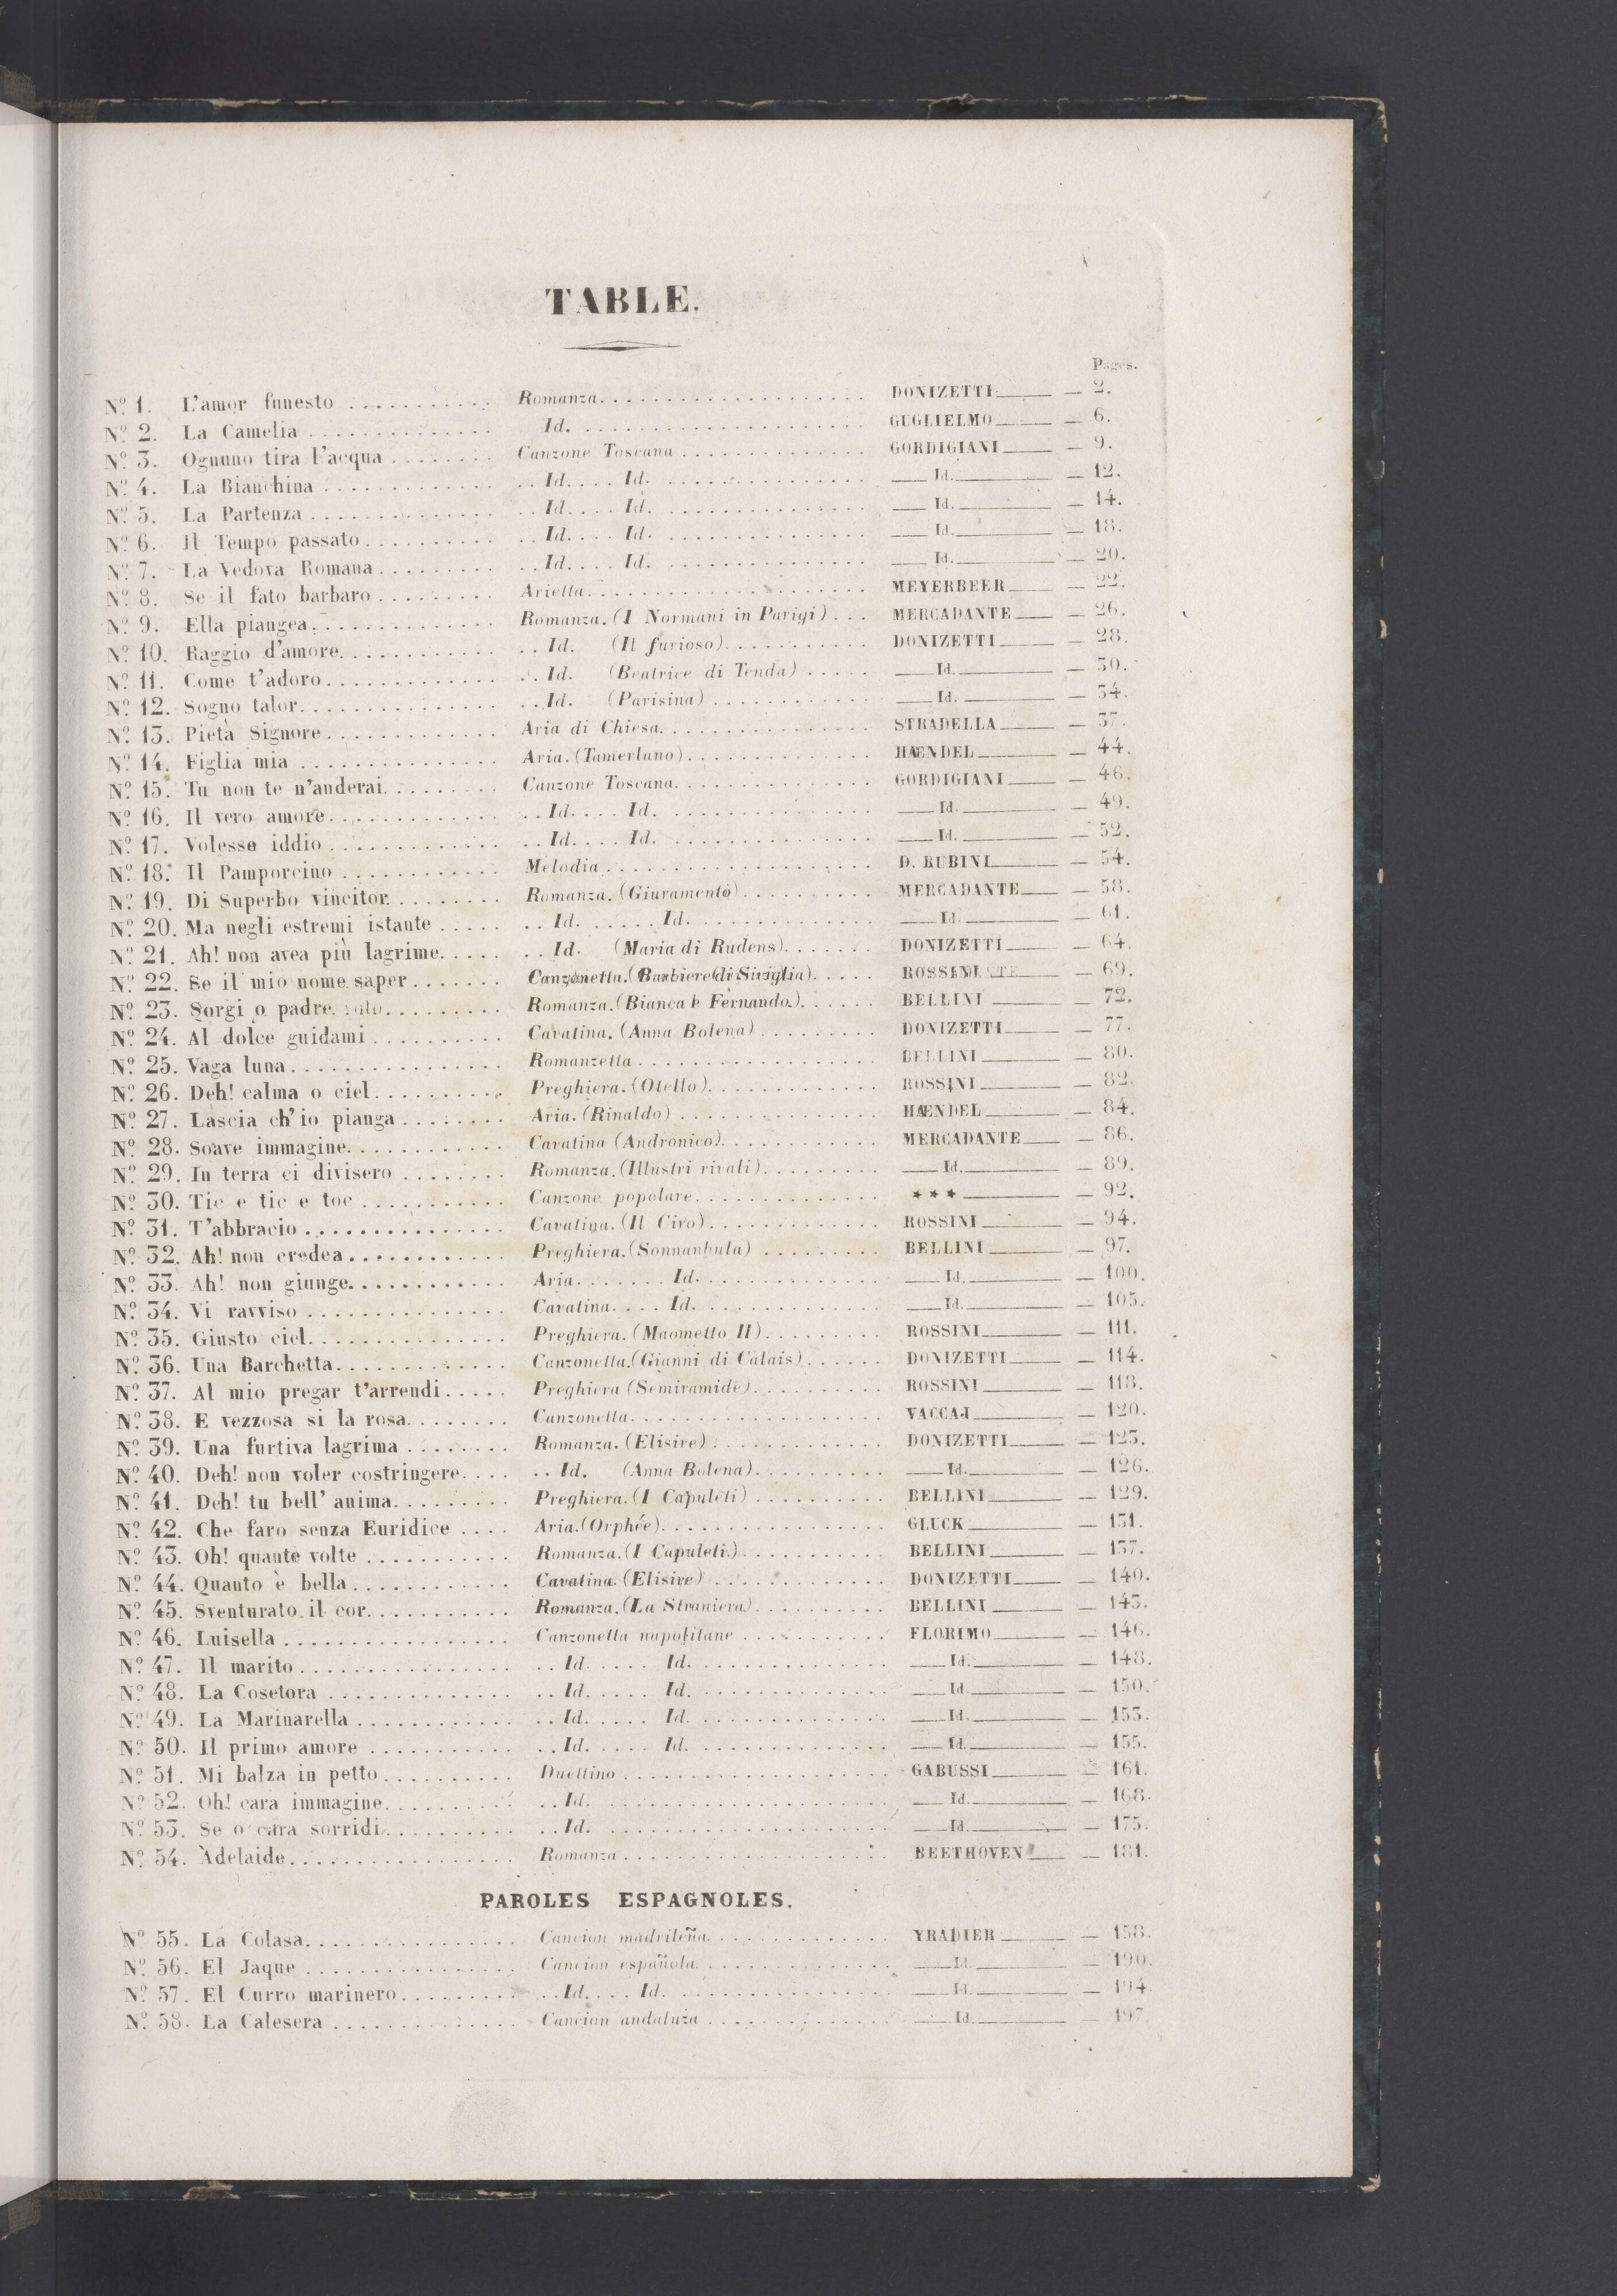 TABLE.
Pages.
Nº 1. L'amor funesto . . . . . . . . . . . Romanza. . . . . . . . . . . . . . . . . . . . DONIZETTI — 2.
Nº 2. La Camelia . . . . . . . . . . . . . . Id. . . . . . . . . . . . . . . . . . . . . . GUGLIELMO — 6.
Nº 3. Ognuno tira l'acqua . . . . . . . . Canzone Toscana . . . . . . . . . . . . . . GORDIGIANI — 9.
Nº 4. La Bianchina . . . . . . . . . . . . . . . Id. . . . Id. . . . . . . . . . . . . . . . . — Id. — 12.
Nº 5. La Partenza . . . . . . . . . . . . . . . . Id. . . . Id. . . . . . . . . . . . . . . . . — Id. — 14.
Nº 6. Il Tempo passato . . . . . . . . . . . . Id. . . . Id. . . . . . . . . . . . . . . . . — Id. — 18.
Nº 7. La Vedova Romana . . . . . . . . . . . Id. . . . Id. . . . . . . . . . . . . . . . . — Id. — 20.
Nº 8. Se il fato barbaro . . . . . . . . . Arietta. . . . . . . . . . . . . . . . . . . . . MEYERBEER — 22.
Nº 9. Ella piangea. . . . . . . . . . . . . . Romanza. (I Normani in Parigi) . . . MERCADANTE — 26.
Nº 10. Raggio d'amore. . . . . . . . . . . . . . Id. (Il furioso). . . . . . . . . . . DONIZETTI — 28.
Nº 11. Come t'adoro. . . . . . . . . . . . . . . Id. (Beatrice di Tenda) . . . . . — Id. — 30.
Nº 12. Sogno talor. . . . . . . . . . . . . . . . . Id. (Parisina) . . . . . . . . . . . . — Id. — 34.
Nº 13. Pietà Signore. . . . . . . . . . . . . Aria di Chiesa. . . . . . . . . . . . . . . . STRADELLA — 37.
Nº 14. Figlia mia . . . . . . . . . . . . . . . Aria. (Tamerlano) . . . . . . . . . . . . . . HÆNDEL — 44.
Nº 15. Tu non te n'anderai. . . . . . . . . Canzone Toscana. . . . . . . . . . . . . . . GORDIGIANI — 46.
Nº 16. Il vero amore. . . . . . . . . . . . . . . Id. . . . Id. . . . . . . . . . . . . . . . — Id. — 49.
Nº 17. Volesse iddio . . . . . . . . . . . . . . . Id. . . . Id. . . . . . . . . . . . . . . . — Id. — 52.
Nº 18. Il Pamporcino . . . . . . . . . . . . Melodia . . . . . . . . . . . . . . . . . . . . D. RUBINI — 54.
Nº 19. Di Superbo vincitor. . . . . . . . . Romanza. (Giuramento) . . . . . . . . . . MERCADANTE — 58.
Nº 20. Ma negli estremi istante . . . . . . . Id. . . . . . Id. . . . . . . . . . . . . — Id. — 61.
Nº 21. Ah! non avea più lagrime. . . . . . . Id. (Maria di Rudens). . . . . . . DONIZETTI — 64.
Nº 22. Se il mio nome saper . . . . . . . Canzonetta. (Barbiere di Siviglia). . . . . ROSSINI — 69.
Nº 23. Sorgi o padre. . . . . . . . . Romanza. (Bianca e Fernando.). . . . . . BELLINI — 72.
Nº 24. Al dolce guidami . . . . . . . . . . Cavatina. (Anna Bolena) . . . . . . . . . DONIZETTI — 77.
Nº 25. Vaga luna . . . . . . . . . . . . . . . . Romanzetta . . . . . . . . . . . . . . . . . . BELLINI — 80.
Nº 26. Deh! calma o ciel. . . . . . . . . . Preghiera. (Otello). . . . . . . . . . . . . ROSSINI — 82.
Nº 27. Lascia ch'io pianga . . . . . . . . Aria. (Rinaldo) . . . . . . . . . . . . . . . HÆNDEL — 84.
Nº 28. Soave immagine. . . . . . . . . . . . Cavatina (Andronico). . . . . . . . . . . . MERCADANTE — 86.
Nº 29. In terra ci divisero . . . . . . . . Romanza. (Illustri rivali). . . . . . . . . — Id. — 89.
Nº 30. Tic e tic e toc . . . . . . . . . . . Canzone popolare. . . . . . . . . . . . . . ★★★ — 92.
Nº 31. T'abbracio . . . . . . . . . . . . . . . Cavatina. (Il Ciro) . . . . . . . . . . . . . ROSSINI — 94.
Nº 32. Ah! non credea . . . . . . . . . . . . Preghiera. (Sonnanbula) . . . . . . . . . BELLINI — 97.
Nº 33. Ah! non giunge. . . . . . . . . . . . Aria. . . . . . . Id. . . . . . . . . . . . . . — Id. — 100.
Nº 34. Vi ravviso . . . . . . . . . . . . . . . Cavatina. . . . Id. . . . . . . . . . . . . . — Id. — 105.
Nº 35. Giusto ciel. . . . . . . . . . . . . . . Preghiera. (Maometto II) . . . . . . . . . ROSSINI — 111.
Nº 36. Una Barchetta. . . . . . . . . . . . . Canzonetta. (Gianni di Calais) . . . . . . DONIZETTI — 114.
Nº 37. Al mio pregar t'arrendi . . . . . Preghiera (Semiramide). . . . . . . . . . ROSSINI — 118.
Nº 38. E vezzosa si la rosa. . . . . . . . Canzonetta. . . . . . . . . . . . . . . . . . . VACCAJ — 120.
Nº 39. Una furtiva lagrima . . . . . . . . Romanza. (Elisire) . . . . . . . . . . . . . DONIZETTI — 123.
Nº 40. Deh! non voler costringere. . . . . . Id. (Anna Bolena). . . . . . . . . . — Id. — 126.
Nº 41. Deh! tu bell' anima. . . . . . . . . Preghiera. (I Capuleti) . . . . . . . . . . BELLINI — 129.
Nº 42. Che faro senza Euridice . . . . Aria. (Orphée). . . . . . . . . . . . . . . . . GLUCK — 131.
Nº 43. Oh! quante volte . . . . . . . . . . . Romanza. (I Capuleti.) . . . . . . . . . . . BELLINI — 137.
Nº 44. Quanto è bella . . . . . . . . . . . . Cavatina. (Elisire) . . . . . . . . . . . . . DONIZETTI — 140.
Nº 45. Sventurato il cor. . . . . . . . . . . Romanza. (La Straniera) . . . . . . . . . . BELLINI — 143.
Nº 46. Luisella . . . . . . . . . . . . . . . . . Canzonetta napolitane . . . . . . . . . . . FLORIMO — 146.
Nº 47. Il marito . . . . . . . . . . . . . . . . . . Id. . . . . Id. . . . . . . . . . . . . . . — Id. — 148.
Nº 48. La Cosetora . . . . . . . . . . . . . . . . Id. . . . . Id. . . . . . . . . . . . . . . — Id. — 150.
Nº 49. La Marinarella . . . . . . . . . . . . . . Id. . . . . Id. . . . . . . . . . . . . . . — Id. — 153.
Nº 50. Il primo amore . . . . . . . . . . . . . Id. . . . . Id. . . . . . . . . . . . . . . — Id. — 155.
Nº 51. Mi balza in petto . . . . . . . . . . Duettino . . . . . . . . . . . . . . . . . . . . GABUSSI — 161.
Nº 52. Oh! cara immagine. . . . . . . . . . . . Id. . . . . . . . . . . . . . . . . . . . . . — Id. — 168.
Nº 53. Se o cara sorridi. . . . . . . . . . . . Id. . . . . . . . . . . . . . . . . . . . . . — Id. — 175.
Nº 54. Adelaide. . . . . . . . . . . . . . . . . Romanza . . . . . . . . . . . . . . . . . . . . BEETHOVEN — 181.
PAROLES ESPAGNOLES.
Nº 55. La Colasa. . . . . . . . . . . . . . . . Cancion madrileña. . . . . . . . . . . . . . YRADIER — 158.
Nº 56. El Jaque . . . . . . . . . . . . . . . . Cancion española. . . . . . . . . . . . . . . — Id. — 190.
Nº 57. El Curro marinero . . . . . . . . . . . Id. . . . Id. . . . . . . . . . . . . . . . . — Id. — 194.
Nº 58. La Calesera . . . . . . . . . . . . . . Cancion andaluza . . . . . . . . . . . . . . — Id. — 197.